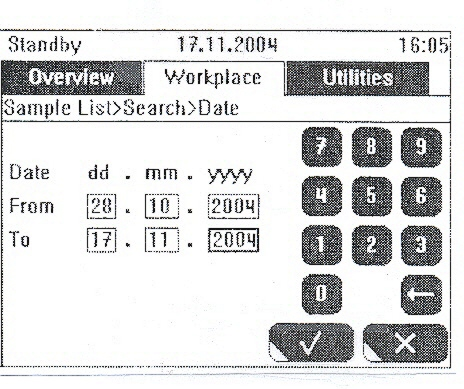 Standby 17.11.2004 16:05
Overview Workplace Utilities
Sample List>Search>Date
7 8 9
Date dd . mm . yyyy
4 5 6
From 28 . 10 . 2004
To 17 . 11 . 2004
1 2 3
0